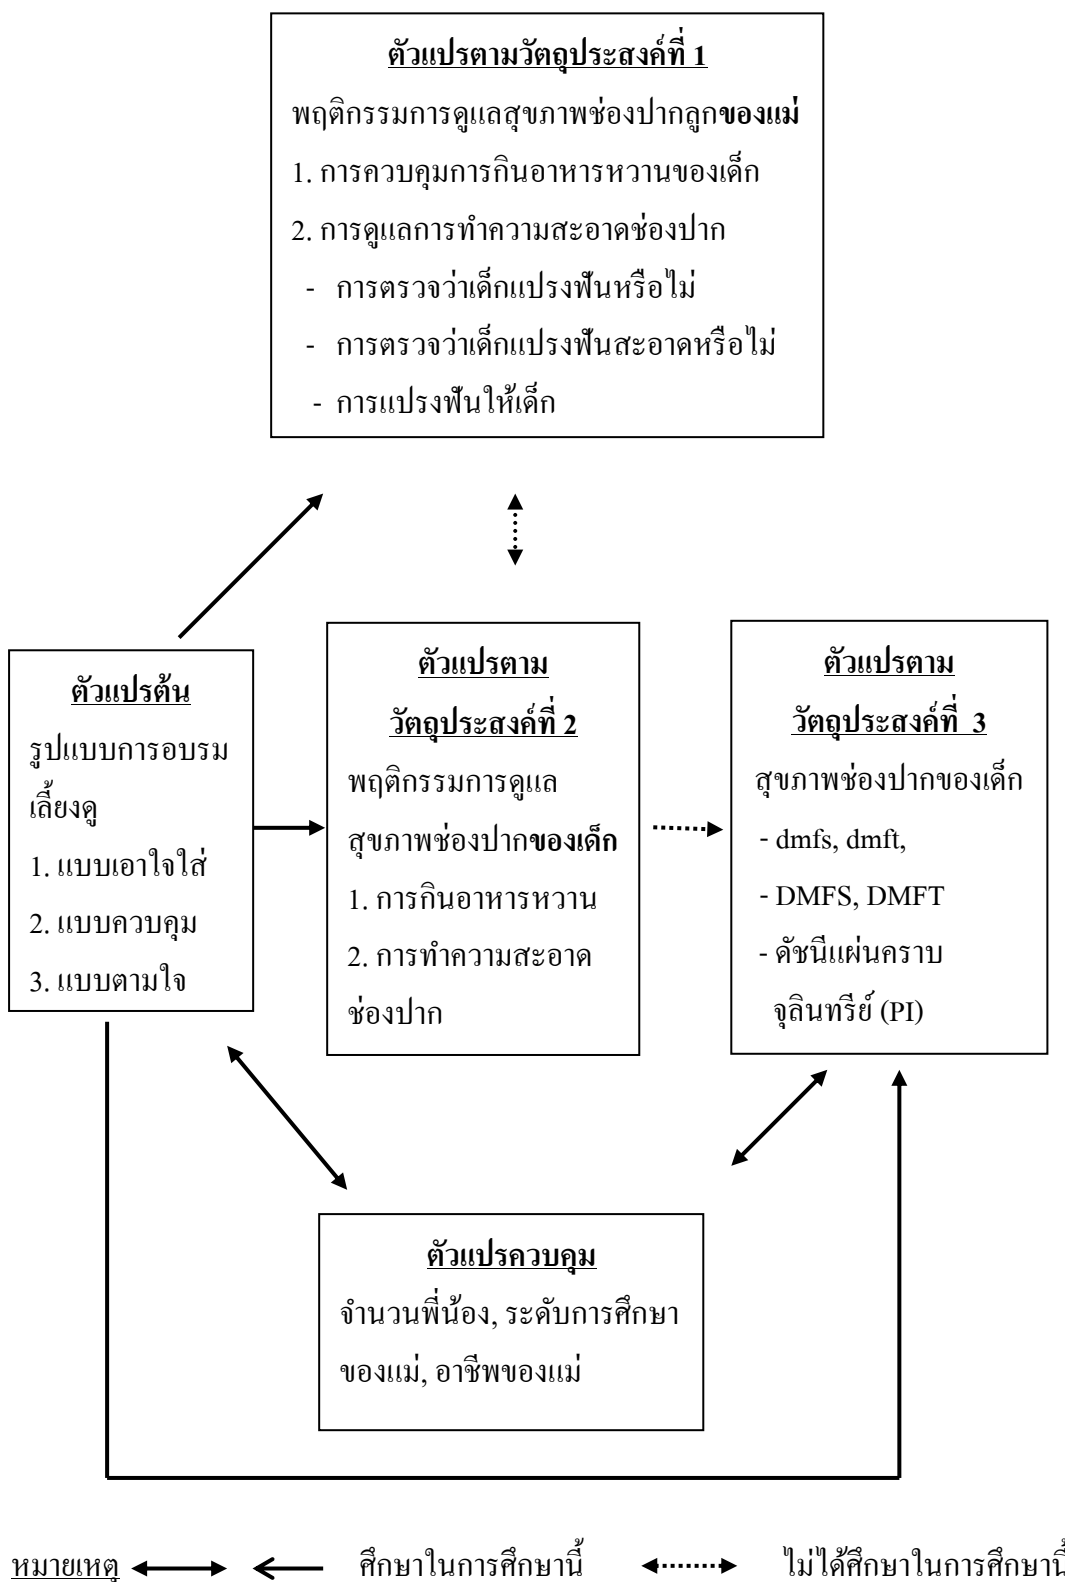 ตัวแปรตามวัตถุประสงค์ที่ 1
พฤติกรรมการดูแลสุขภาพช่องปากลูกของแม่
1. การควบคุมการกินอาหารหวานของเด็ก
2. การดูแลการทำความสะอาดช่องปาก
- การตรวจว่าเด็กแปรงฟันหรือไม่
- การตรวจว่าเด็กแปรงฟันสะอาดหรือไม่
- การแปรงฟันให้เด็ก
ตัวแปรต้น
รูปแบบการอบรม
เลี้ยงดู
1. แบบเอาใจใส่
2. แบบควบคุม
3. แบบตามใจ
ตัวแปรตาม
วัตถุประสงค์ที่ 2
พฤติกรรมการดูแล
สุขภาพช่องปากของเด็ก
1. การกินอาหารหวาน
2. การทำความสะอาด
ช่องปาก
ตัวแปรตาม
วัตถุประสงค์ที่ 3
สุขภาพช่องปากของเด็ก
- dmfs, dmft,
- DMFS, DMFT
- ดัชนีแผ่นคราบ
จุลินทรีย์ (PI)
ตัวแปรควบคุม
จำนวนพี่น้อง, ระดับการศึกษา
ของแม่, อาชีพของแม่
หมายเหตุ ศึกษาในการศึกษานี้ ไม่ได้ศึกษาในการศึกษานี้